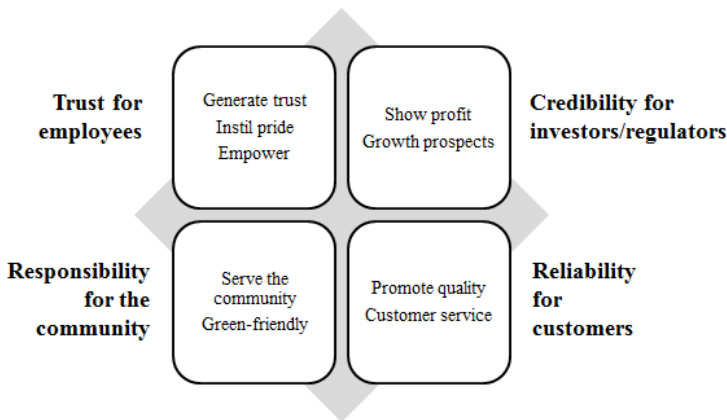 Trust for
employees
Generate trust
Instil pride
Empower
Show profit
Growth prospects
Credibility for
investors/regulators
Responsibility
for the
community
Serve the
community
Green-friendly
Promote quality
Customer service
Reliability
for
customers